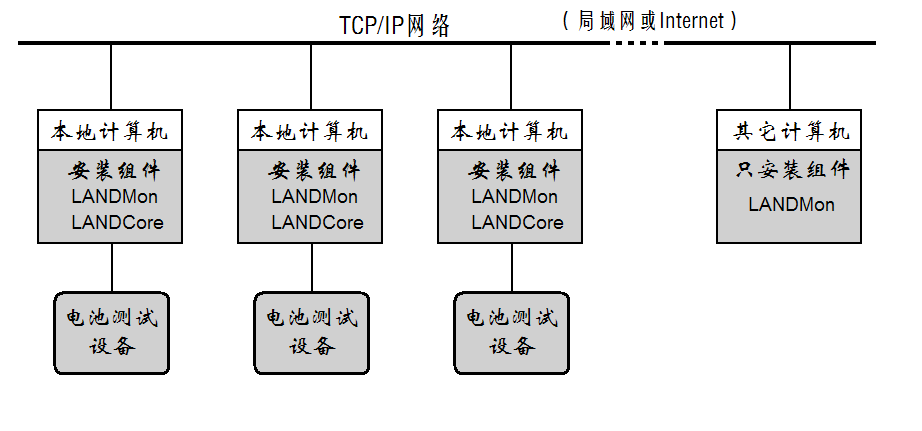 TCP/IP网络
（局域网或Internet）
本地计算机
安装组件
LANDMon
LANDCore
电池测试
设备
本地计算机
安装组件
LANDMon
LANDCore
电池测试
设备
本地计算机
安装组件
LANDMon
LANDCore
电池测试
设备
其它计算机
只安装组件
LANDMon